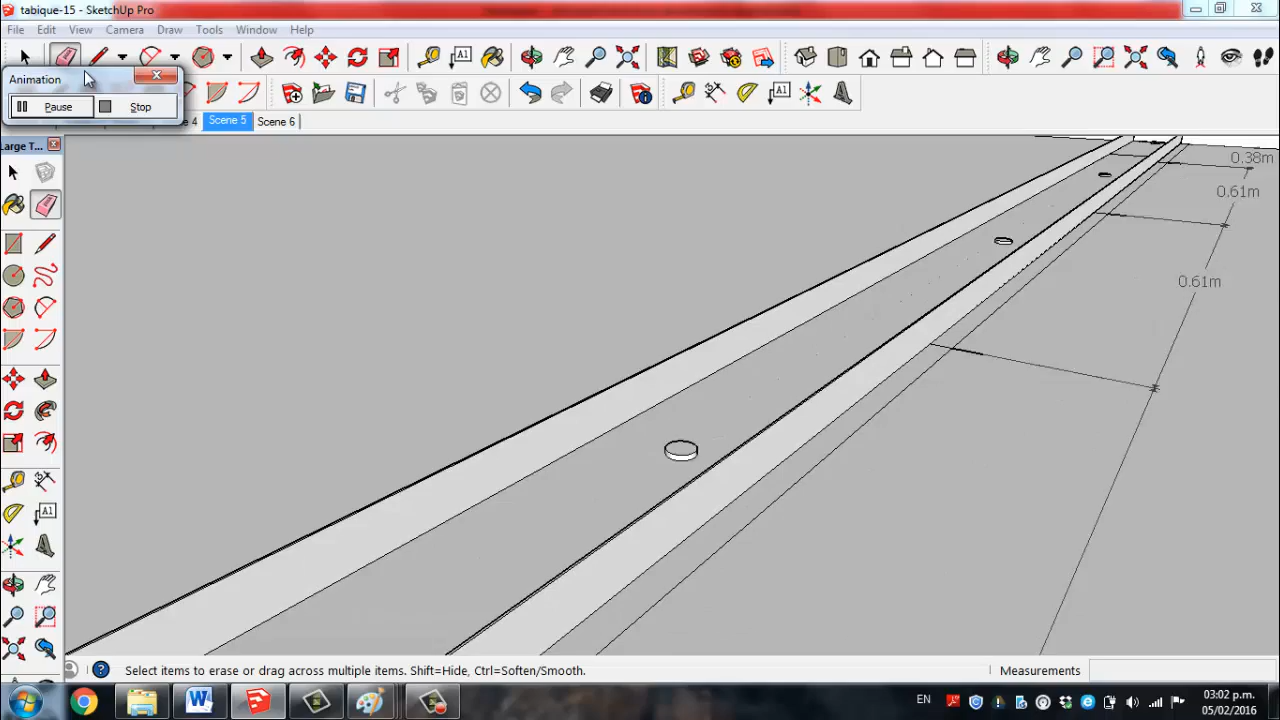 tabique-15 - SketchUp Pro
File Edit View Camera Draw Tools Window Help
Animation
Pause Stop
4 Scene 5 Scene 6
Large T...
0.38m
0.61m
0.61m
Select items to erase or drag across multiple items. Shift=Hide, Ctrl=Soften/Smooth. Measurements
EN 03:02 p.m.
05/02/2016